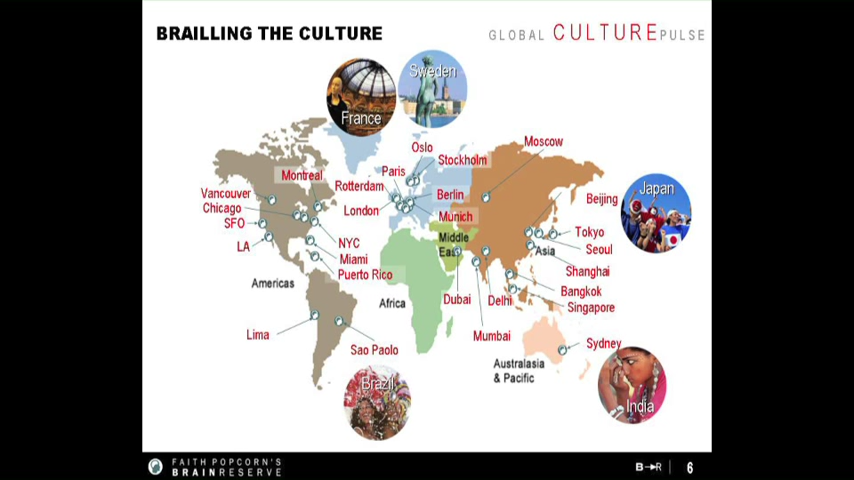 BRAILLING THE CULTURE
GLOBAL CULTUREPULSE
Sweden
France
Oslo
Moscow
Stockholm
Montreal
Paris
Rotterdam
Japan
Vancouver
Berlin
Beijing
Chicago
London
Munich
SFO
Tokyo
NYC
Middle
East
LA
Seoul
Asia
Miami
Puerto Rico
Shanghai
Americas
Bangkok
Africa
Dubai
Delhi
Singapore
Lima
Mumbai
Sydney
Sao Paolo
Australasia
& Pacific
Brazil
India
FAITH POPCORN'S
BRAINRESERVE
B→R
6